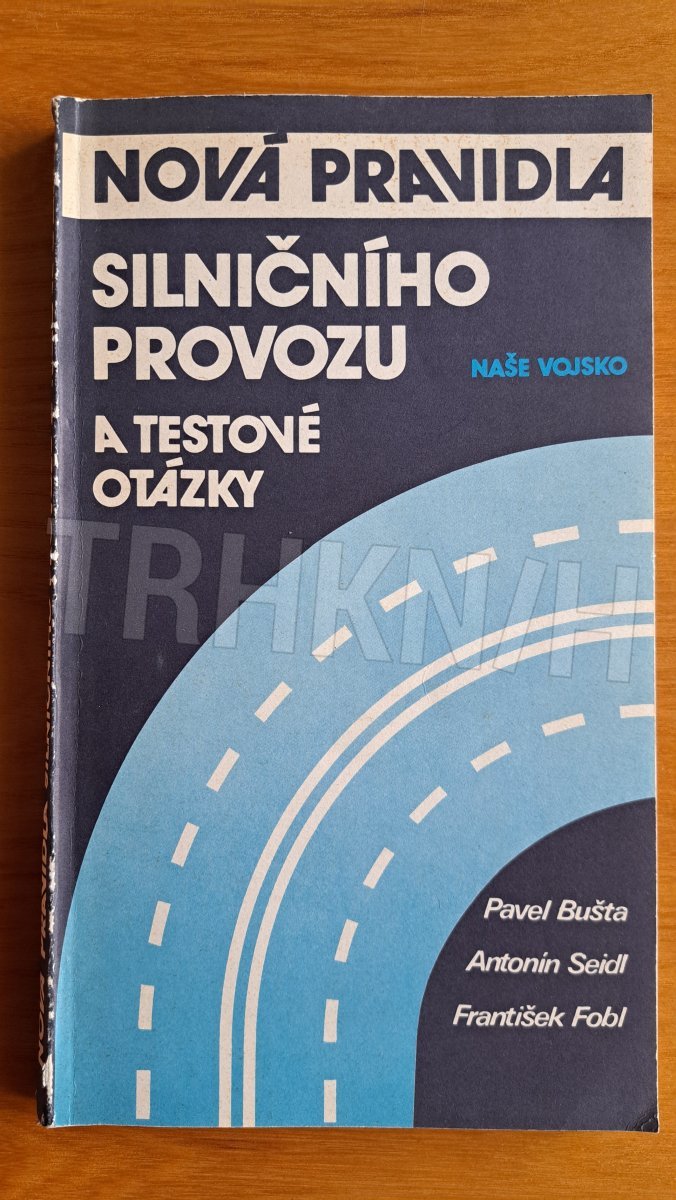 NOVÁ PRAVIDLA
SILNIČNÍHO
PROVOZU
NAŠE VOJSKO
A TESTOVÉ
OTÁZKY
TRHKNIH
Pavel Bušta
Antonín Seidl
František Fobl